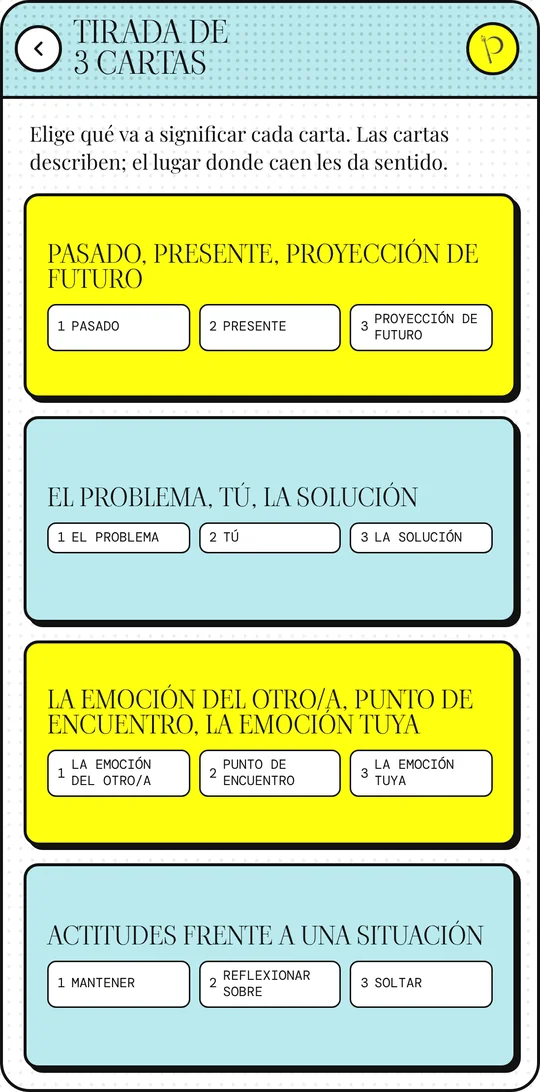 TIRADA DE
3 CARTAS
Elige qué va a significar cada carta. Las cartas
describen; el lugar donde caen les da sentido.
PASADO, PRESENTE, PROYECCIÓN DE
FUTURO
1 PASADO
2 PRESENTE
3 PROYECCIÓN DE
FUTURO
EL PROBLEMA, TÚ, LA SOLUCIÓN
1 EL PROBLEMA
2 TÚ
3 LA SOLUCIÓN
LA EMOCIÓN DEL OTRO/A, PUNTO DE
ENCUENTRO, LA EMOCIÓN TUYA
1 LA EMOCIÓN
DEL OTRO/A
2 PUNTO DE
ENCUENTRO
3 LA EMOCIÓN
TUYA
ACTITUDES FRENTE A UNA SITUACIÓN
1 MANTENER
2 REFLEXIONAR
SOBRE
3 SOLTAR